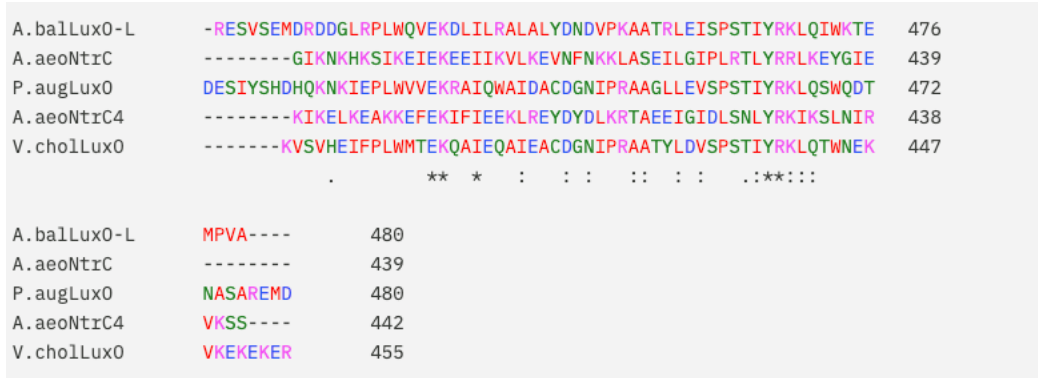 A.balLuxO-L -RESVSEMDRDDGLRPLWQVEKDLILRALALYDNDVPKAATRLEISPSTIYRKLQIWKTE 476
A.aeoNtrC --------GIKNKHKSIKEIEKEEIIKVLKEVNFNKKLASEILGIPLRTLYRRLKEYGIE 439
P.augLuxO DESIYSHDHQKNKIEPLWVVEKRAIQWAIDACDGNIPRAAGLLEVSPSTIYRKLQSWQDT 472
A.aeoNtrC4 --------KIKELKEAKKEFEKIFIEEKLREYDYDLKRTAEEIGIDLSNLYRKIKSLNIR 438
V.cholLuxO -------KVSVHEIFPLWMTEKQAIEQAIEACDGNIPRAATYLDVSPSTIYRKLQTWNEK 447
. ** * : : : :: : : .:**:::
A.balLuxO-L MPVA---- 480
A.aeoNtrC -------- 439
P.augLuxO NASAREMD 480
A.aeoNtrC4 VKSS---- 442
V.cholLuxO VKEKEKER 455